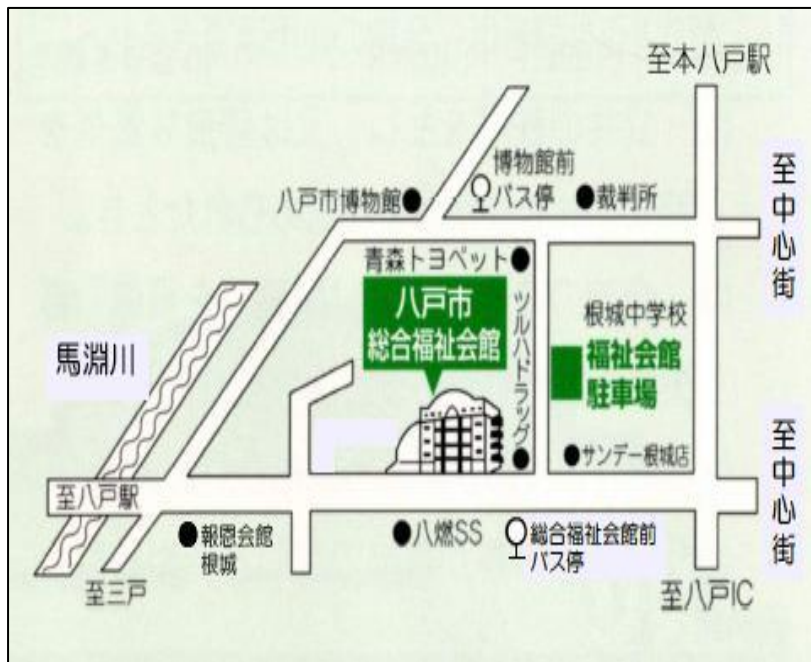 至本八戸駅
博物館前
バス停
裁判所
八戸市博物館
至中心街
青森トヨペット
八戸市
総合福祉会館
ツルハドラッグ
根城中学校
福祉会館
駐車場
馬淵川
サンデー根城店
至中心街
至八戸駅
報恩会館
根城
八燃SS
総合福祉会館前
バス停
至三戸
至八戸IC